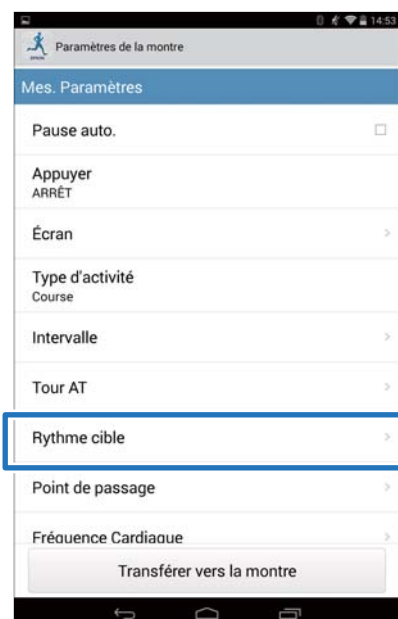 14:53
EPSON
Paramètres de la montre
Mes. Paramètres
Pause auto.
Appuyer
ARRÊT
Écran
Type d'activité
Course
Intervalle
Tour AT
Rythme cible
Point de passage
Fréquence Cardiaque
Transférer vers la montre